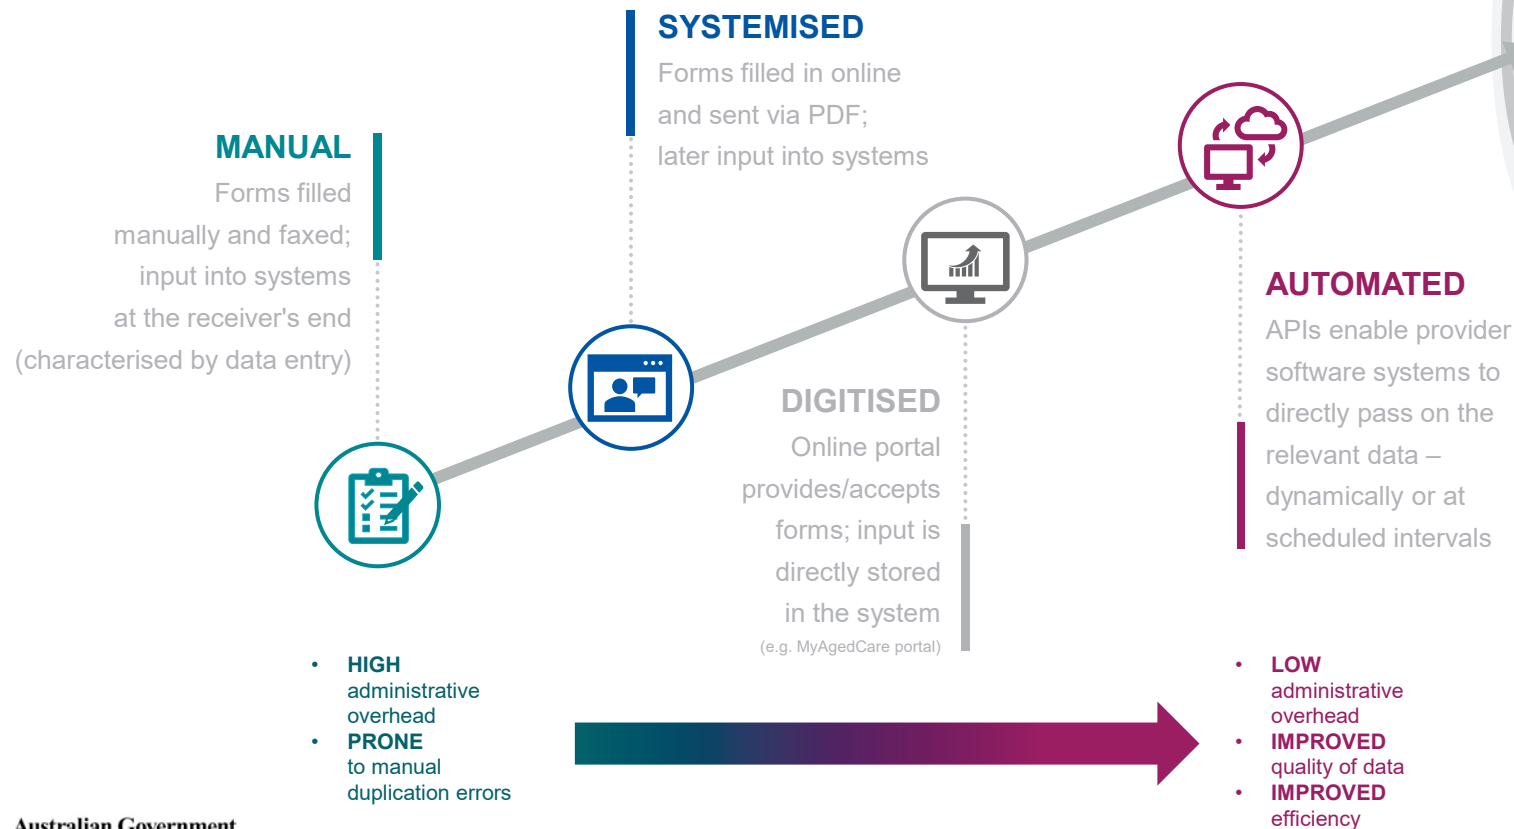 SYSTEMISED
Forms filled in online
and sent via PDF;
later input into systems
MANUAL
Forms filled
manually and faxed;
input into systems
at the receiver's end
(characterised by data entry)
AUTOMATED
APIs enable provider
software systems to
directly pass on the
relevant data –
dynamically or at
scheduled intervals
DIGITISED
Online portal
provides/accepts
forms; input is
directly stored
in the system
(e.g. MyAgedCare portal)
• HIGH
administrative
overhead
• PRONE
to manual
duplication errors
• LOW
administrative
overhead
• IMPROVED
quality of data
• IMPROVED
efficiency
Australian Government